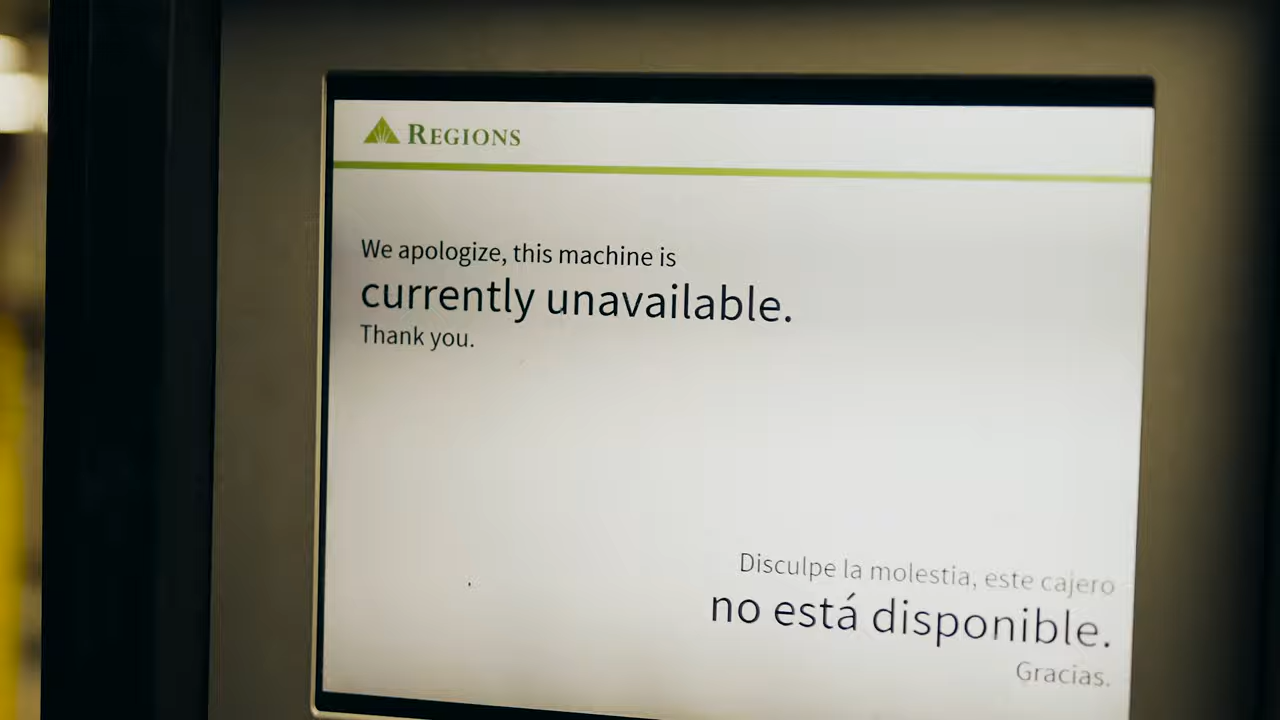 REGIONS
We apologize, this machine is
currently unavailable.
Thank you.
Disculpe la molestia, este cajero
no está disponible.
Gracias.